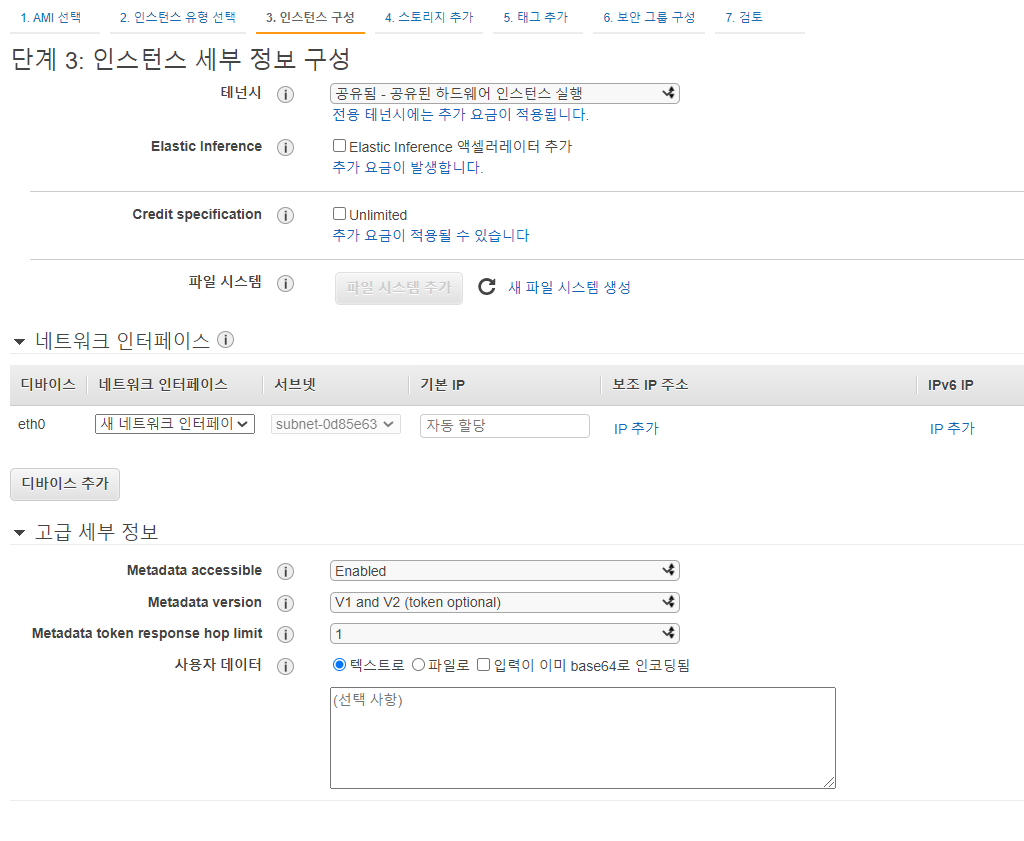 1. AMI 선택 2. 인스턴스 유형 선택 3. 인스턴스 구성 4. 스토리지 추가 5. 태그 추가 6. 보안 그룹 구성 7. 검토
단계 3: 인스턴스 세부 정보 구성
테넌시 i 공유됨 - 공유된 하드웨어 인스턴스 실행
전용 테넌시에는 추가 요금이 적용됩니다.
Elastic Inference i Elastic Inference 액셀러레이터 추가
추가 요금이 발생합니다.
Credit specification i Unlimited
추가 요금이 적용될 수 있습니다
파일 시스템 i 파일 시스템 추가 새 파일 시스템 생성
네트워크 인터페이스 i
디바이스 네트워크 인터페이스 서브넷 기본 IP 보조 IP 주소 IPv6 IP
eth0 새 네트워크 인터페이 subnet-0d85e63 자동 할당 IP 추가 IP 추가
디바이스 추가
고급 세부 정보
Metadata accessible i Enabled
Metadata version i V1 and V2 (token optional)
Metadata token response hop limit i 1
사용자 데이터 i 텍스트로 파일로 입력이 이미 base64로 인코딩됨
(선택 사항)